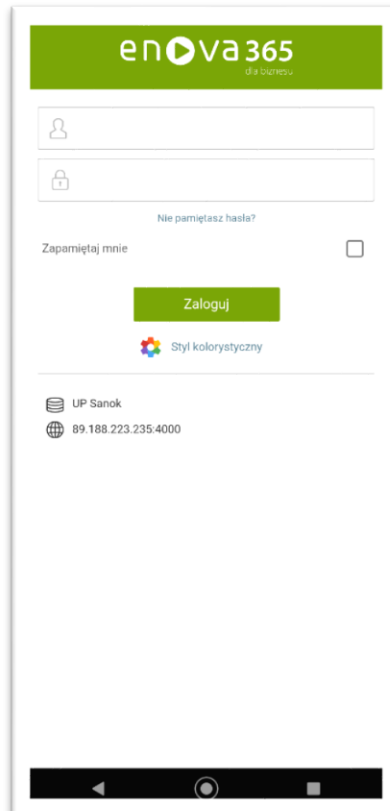 enova365
dla biznesu
Nie pamiętasz hasła?
Zapamiętaj mnie
Zaloguj
Styl kolorystyczny
UP Sanok
89.188.223.235:4000